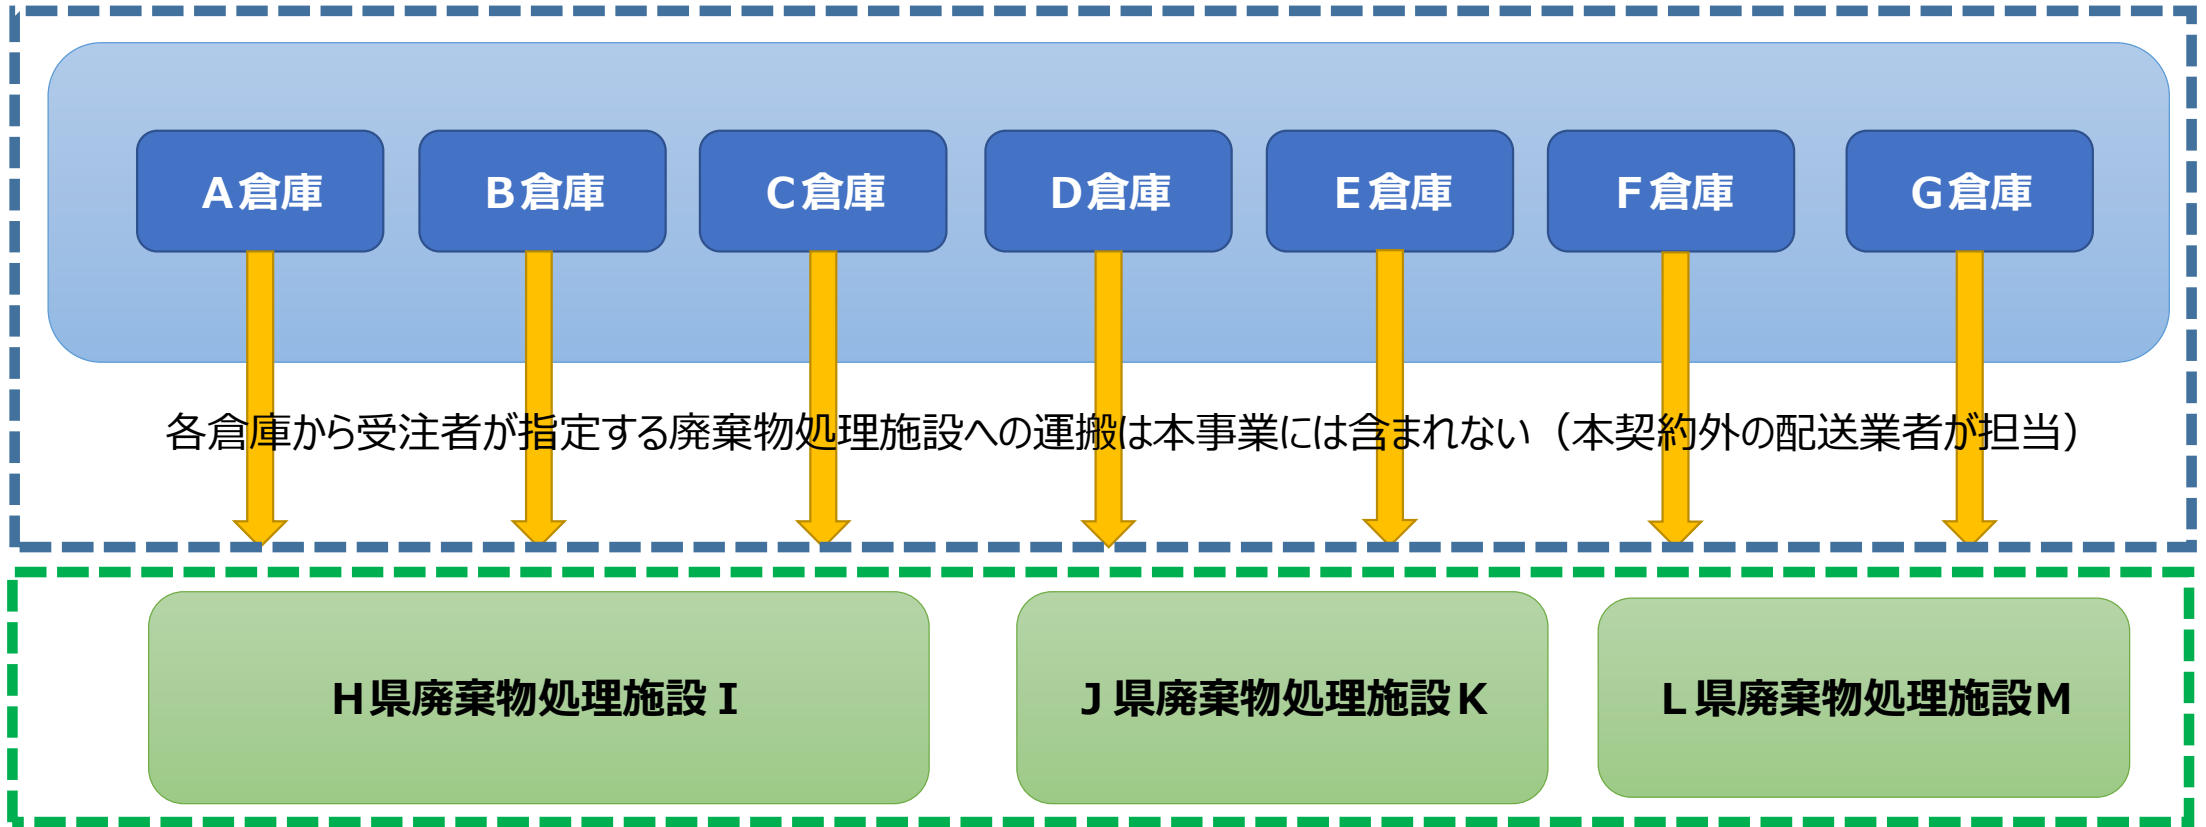 A倉庫
B倉庫
C倉庫
D倉庫
E倉庫
F倉庫
G倉庫
各倉庫から受注者が指定する廃棄物処理施設への運搬は本事業には含まれない（本契約外の配送業者が担当）
H県廃棄物処理施設I
J県廃棄物処理施設K
L県廃棄物処理施設M